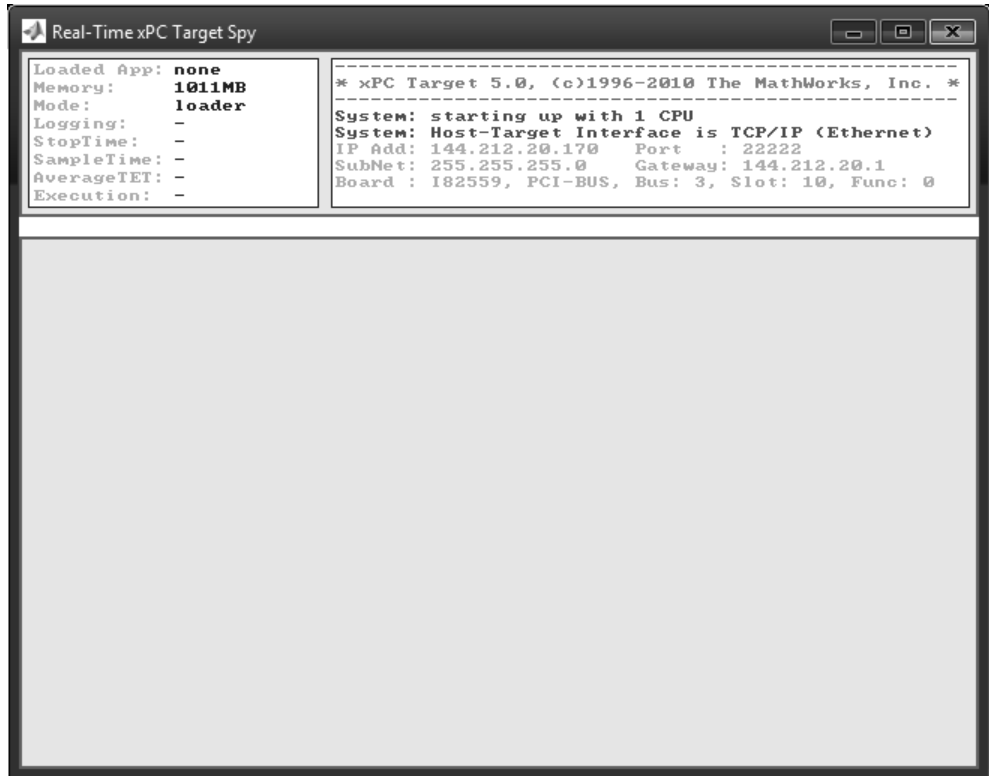 Real-Time xPC Target Spy
Loaded App: none
Memory: 1011MB
Mode: loader
Logging: -
StopTime: -
SampleTime: -
AverageTET: -
Execution: -
----------------------------------------------------
* xPC Target 5.0, (c)1996-2010 The MathWorks, Inc. *
----------------------------------------------------
System: starting up with 1 CPU
System: Host-Target Interface is TCP/IP (Ethernet)
IP Add: 144.212.20.170 Port : 22222
SubNet: 255.255.255.0 Gateway: 144.212.20.1
Board : I82559, PCI-BUS, Bus: 3, Slot: 10, Func: 0